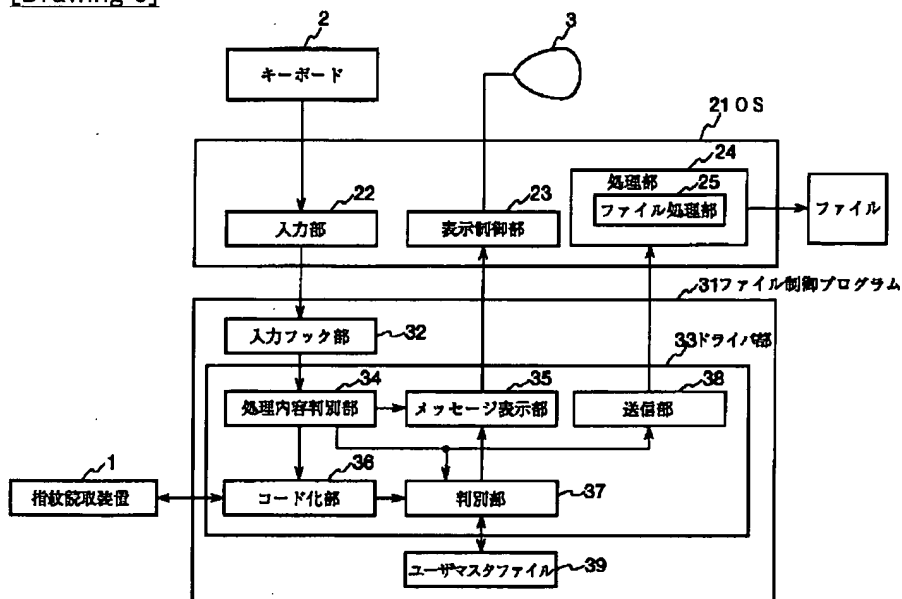 2
キーボード
3
21 OS
24
処理部
25
ファイル処理部
ファイル
22
入力部
23
表示制御部
31ファイル制御プログラム
入力フック部
32
33ドライバ部
34
処理内容判別部
35
メッセージ表示部
38
送信部
1
指紋読取装置
36
コード化部
判別部
37
ユーザマスタファイル
39